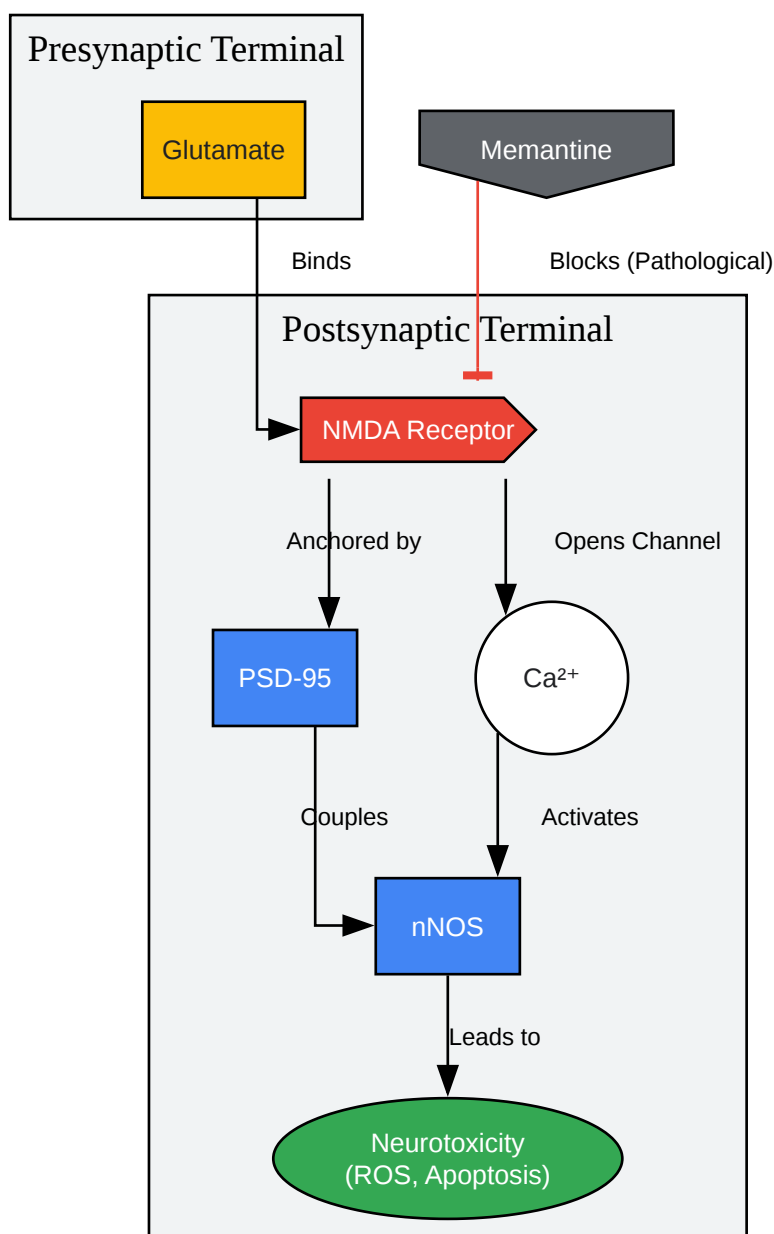 Presynaptic Terminal
Glutamate
Memantine
Binds
Blocks (Pathological)
Postsynaptic Terminal
NMDA Receptor
Anchored by
Opens Channel
PSD-95
Ca²⁺
Couples
Activates
nNOS
Leads to
Neurotoxicity
(ROS, Apoptosis)